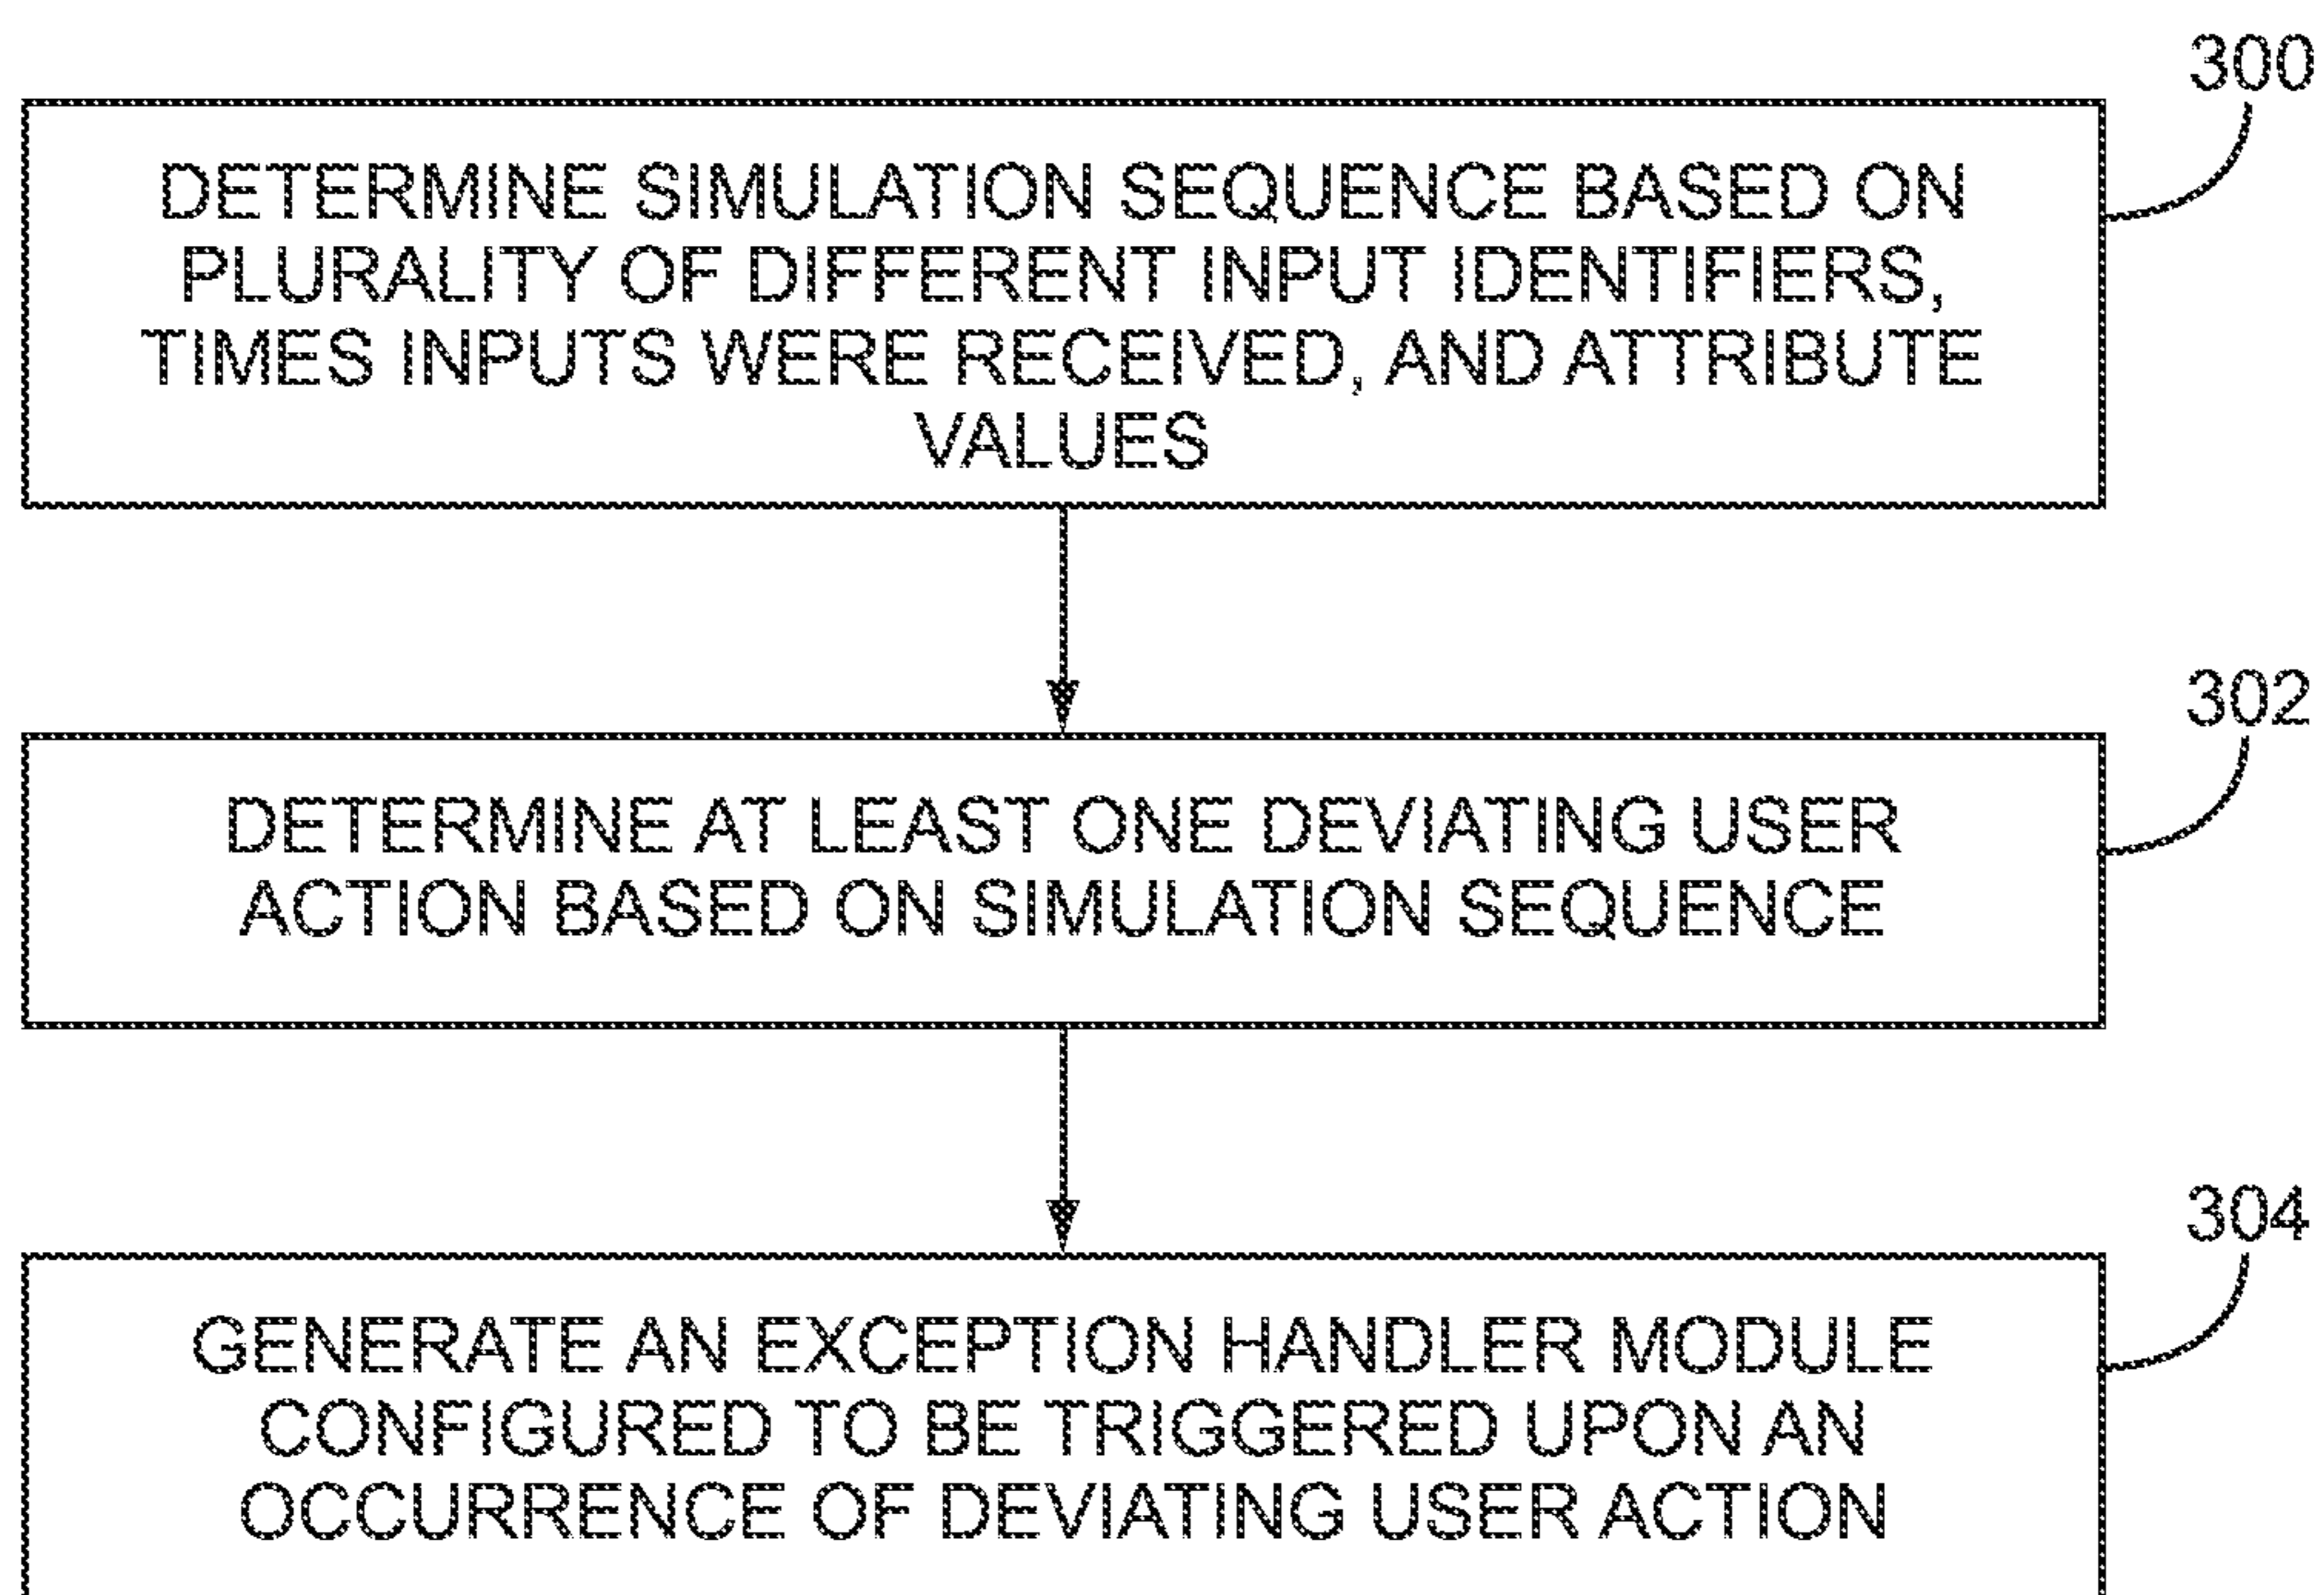 300
DETERMINE SIMULATION SEQUENCE BASED ON
PLURALITY OF DIFFERENT INPUT IDENTIFIERS,
TIMES INPUTS WERE RECEIVED, AND ATTRIBUTE
VALUES
302
DETERMINE AT LEAST ONE DEVIATING USER
ACTION BASED ON SIMULATION SEQUENCE
304
GENERATE AN EXCEPTION HANDLER MODULE
CONFIGURED TO BE TRIGGERED UPON AN
OCCURRENCE OF DEVIATING USER ACTION